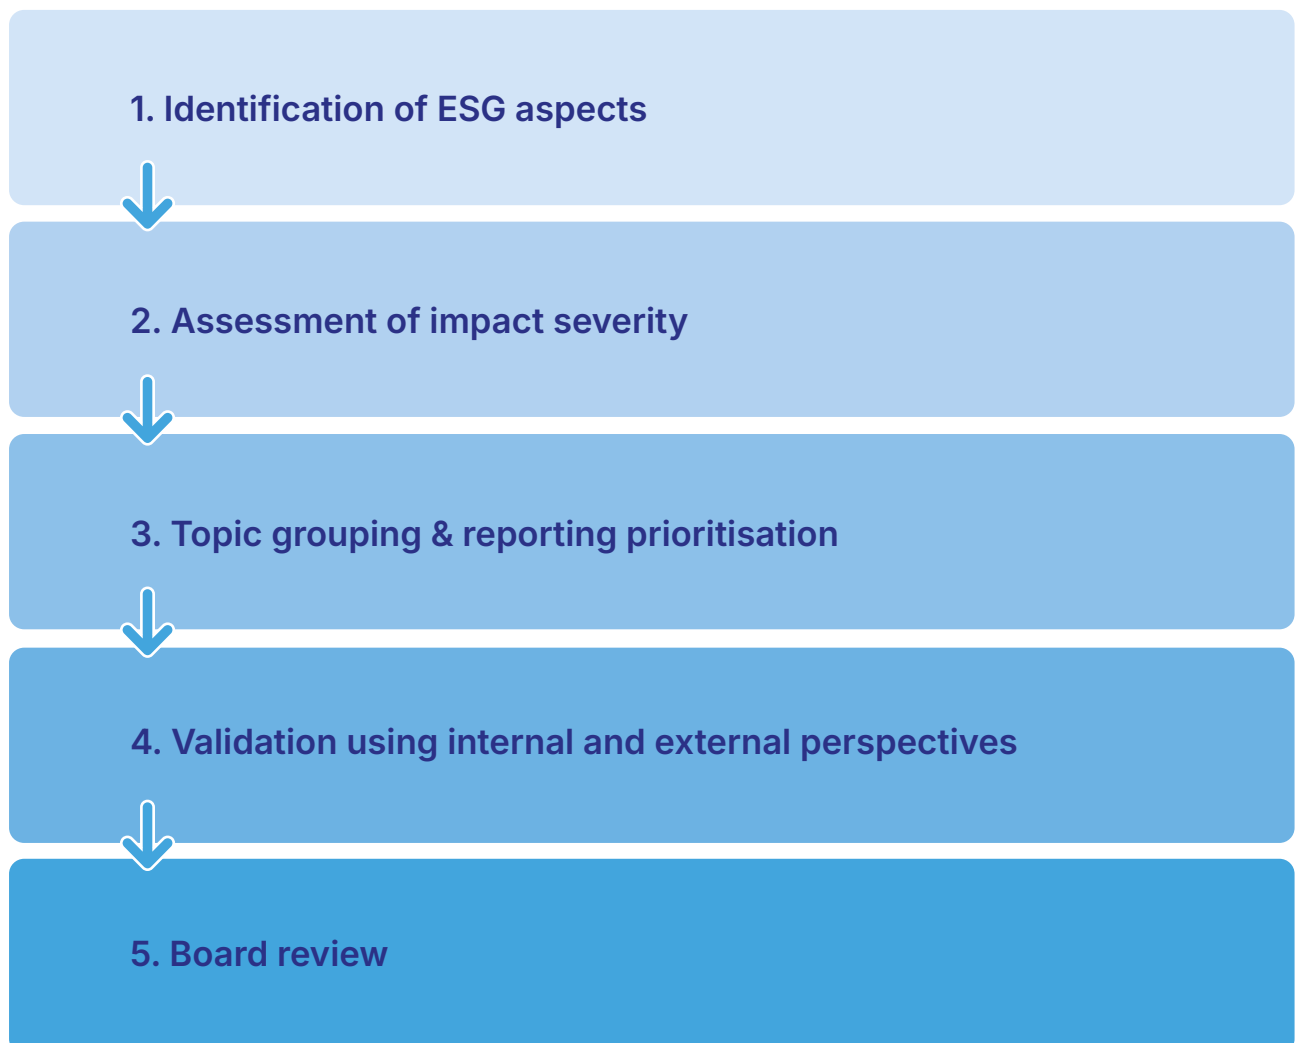 1. Identification of ESG aspects
2. Assessment of impact severity
3. Topic grouping & reporting prioritisation
4. Validation using internal and external perspectives
5. Board review